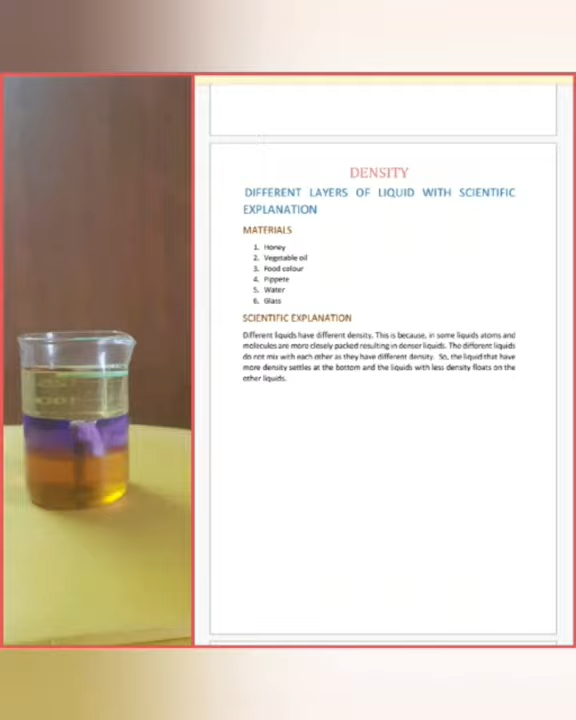 DENSITY
DIFFERENT LAYERS OF LIQUID WITH SCIENTIFIC
EXPLANATION
MATERIALS
1. Honey
2. Vegetable oil
3. Food colour
4. Pippete
5. Water
6. Glass
SCIENTIFIC EXPLANATION
Different liquids have different density. This is because, in some liquids atoms and
molecules are more closely packed resulting in denser liquids. The different liquids
do not mix with each other as they have different density. So, the liquid that have
more density settles at the bottom and the liquids with less density floats on the
other liquids.